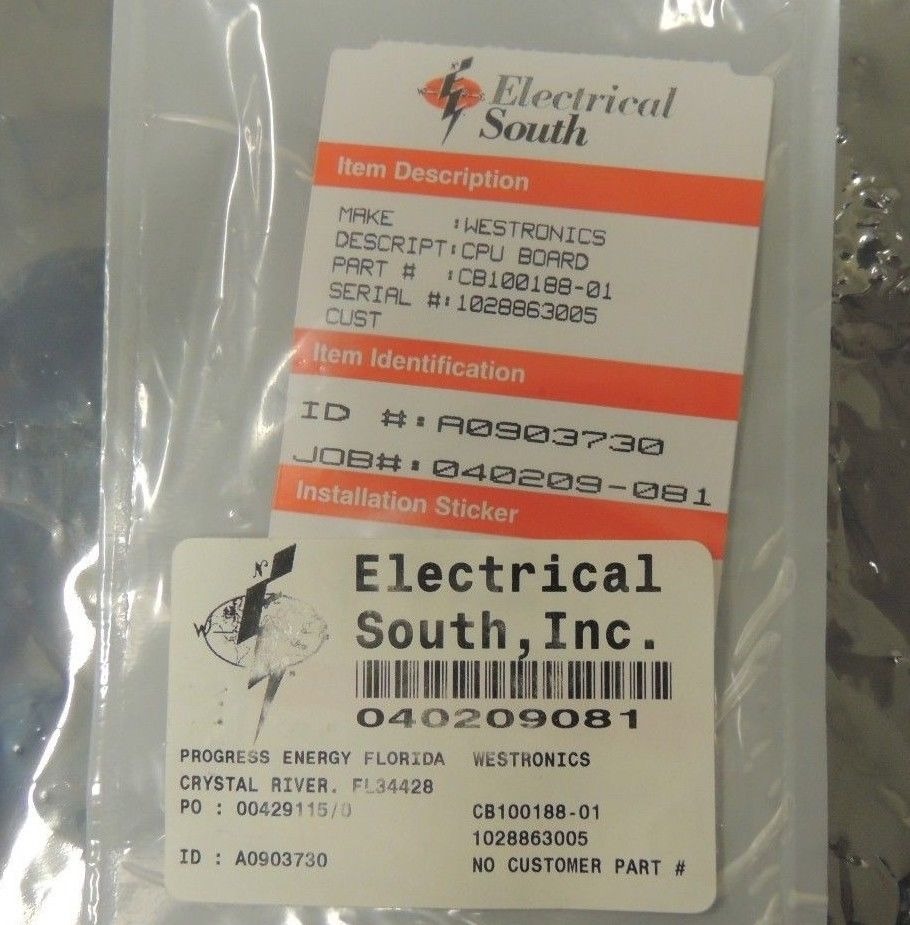 Electrical
South
Item Description
MAKE :WESTRONICS
DESCRIPT:CPU BOARD
PART # :CB100188-01
SERIAL #:1028863005
CUST
Item Identification
ID #:A0903730
JOB#:040209-081
Installation Sticker
N
W
Electrical
South,Inc.
040209081
PROGRESS ENERGY FLORIDA WESTRONICS
CRYSTAL RIVER. FL34428
PO : 00429115/0 CB100188-01
1028863005
ID : A0903730 NO CUSTOMER PART #